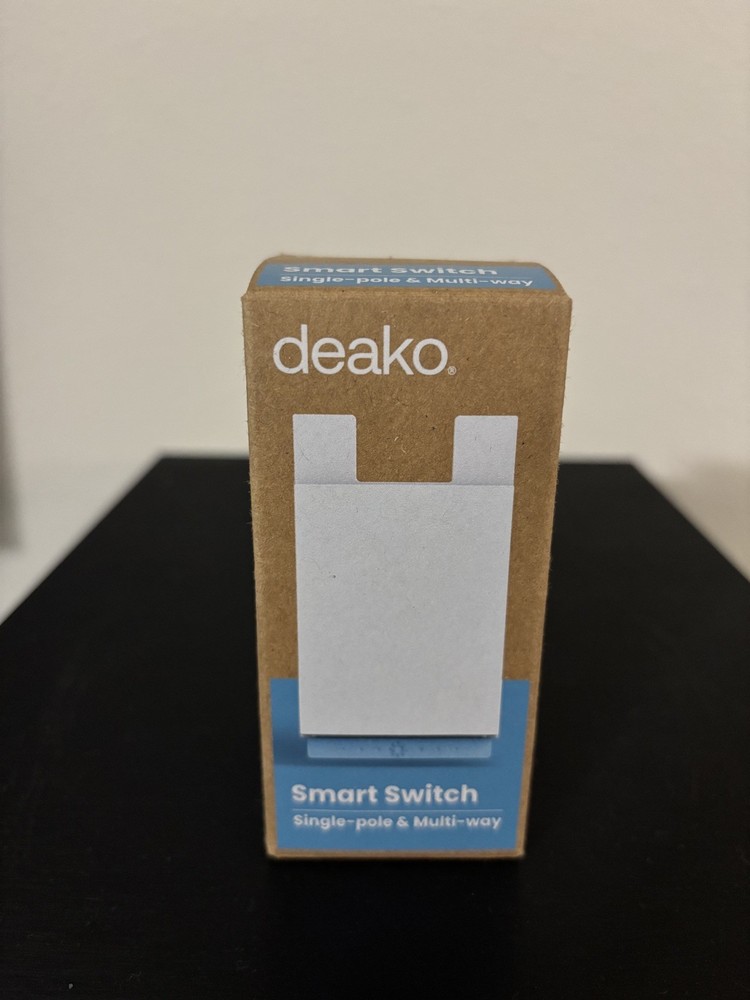 Smart Switch
Single-pole & Multi-way
deako®
Smart Switch
Single-pole & Multi-way